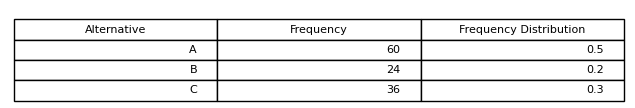 Alternative Frequency Frequency Distribution
A 60 0.5
B 24 0.2
C 36 0.3